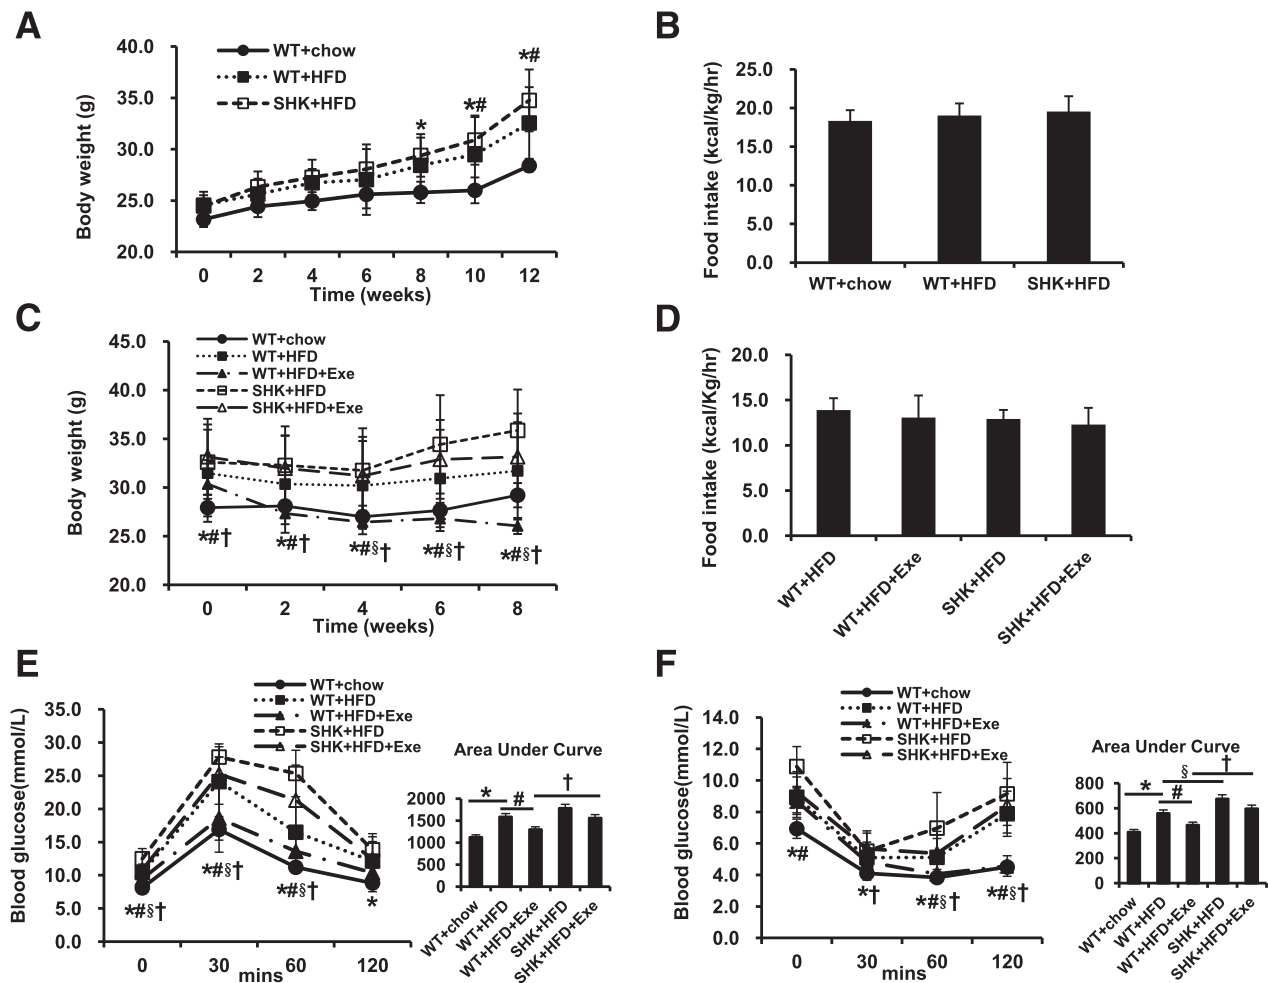 A
40.0
35.0
30.0
25.0
20.0
Body weight (g)
WT+chow
WT+HFD
SHK+HFD
*
*#
*#
0 2 4 6 8 10 12
Time (weeks)
B
25.0
20.0
15.0
10.0
5.0
0.0
Food intake (kcal/kg/hr)
WT+chow WT+HFD SHK+HFD
C
45.0
40.0
35.0
30.0
25.0
20.0
Body weight (g)
WT+chow
WT+HFD
WT+HFD+Exe
SHK+HFD
SHK+HFD+Exe
*#† *#† *#§† *#§† *#§†
0 2 4 6 8
Time (weeks)
D
20.0
15.0
10.0
5.0
0.0
Food intake (kcal/Kg/hr)
WT+HFD
WT+HFD+Exe
SHK+HFD
SHK+HFD+Exe
E
35.0
30.0
25.0
20.0
15.0
10.0
5.0
0.0
Blood glucose(mmol/L)
WT+chow
WT+HFD
WT+HFD+Exe
SHK+HFD
SHK+HFD+Exe
*#§† *#§† *#§† *
0 30 60 120
mins
Area Under Curve
2000
1500
1000
500
0
* # †
WT+chow
WT+HFD
WT+HFD+Exe
SHK+HFD
SHK+HFD+Exe
F
14.0
12.0
10.0
8.0
6.0
4.0
2.0
0.0
Blood glucose(mmol/L)
WT+chow
WT+HFD
WT+HFD+Exe
SHK+HFD
SHK+HFD+Exe
*# *† *#§† *#§†
0 30 60 120
mins
Area Under Curve
800
600
400
200
0
* # § †
WT+chow
WT+HFD
WT+HFD+Exe
SHK+HFD
SHK+HFD+Exe